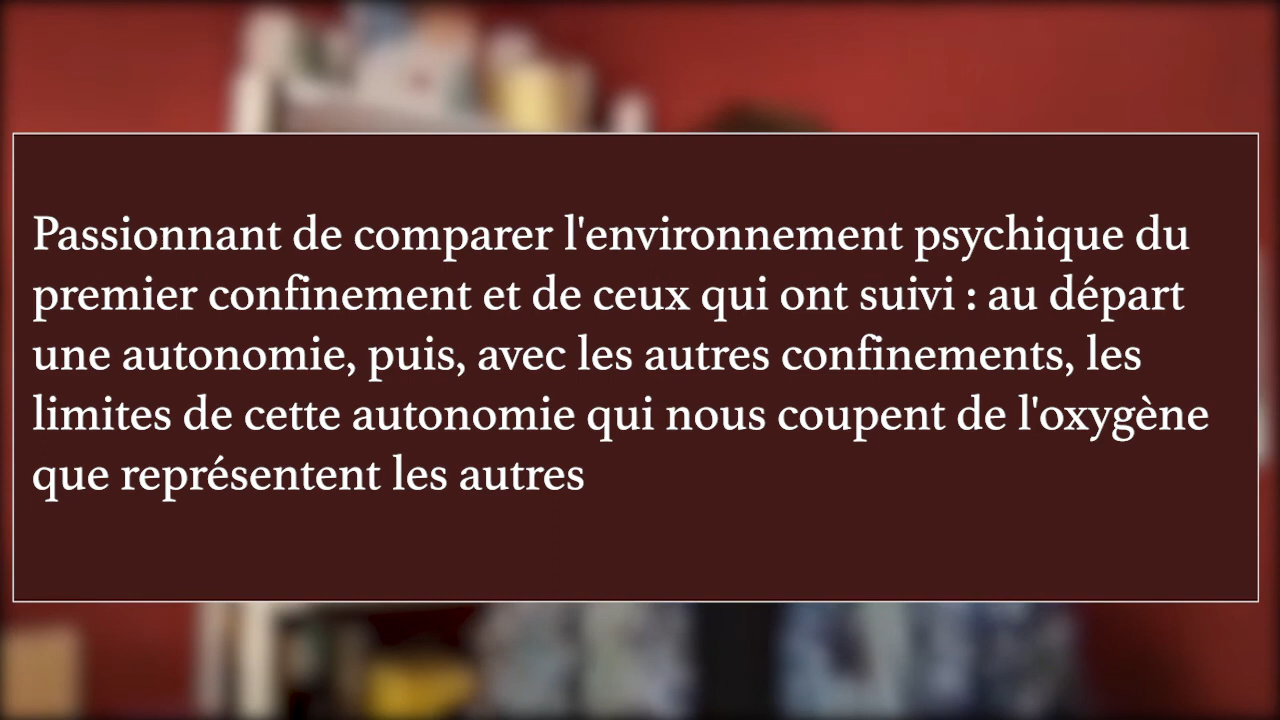 Passionnant de comparer l'environnement psychique du
premier confinement et de ceux qui ont suivi : au départ
une autonomie, puis, avec les autres confinements, les
limites de cette autonomie qui nous coupent de l'oxygène
que représentent les autres